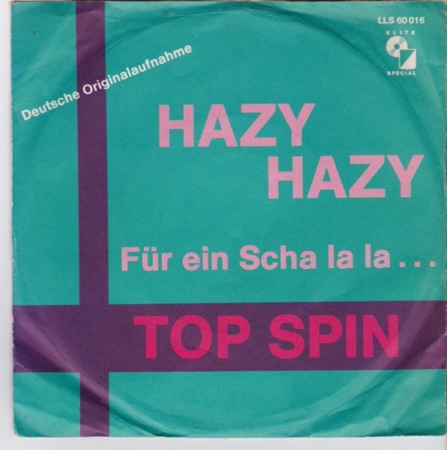 LLS 60 016
ELITE
SPECIAL
Deutsche Originalaufnahme
HAZY
HAZY
Für ein Scha la la...
TOP SPIN